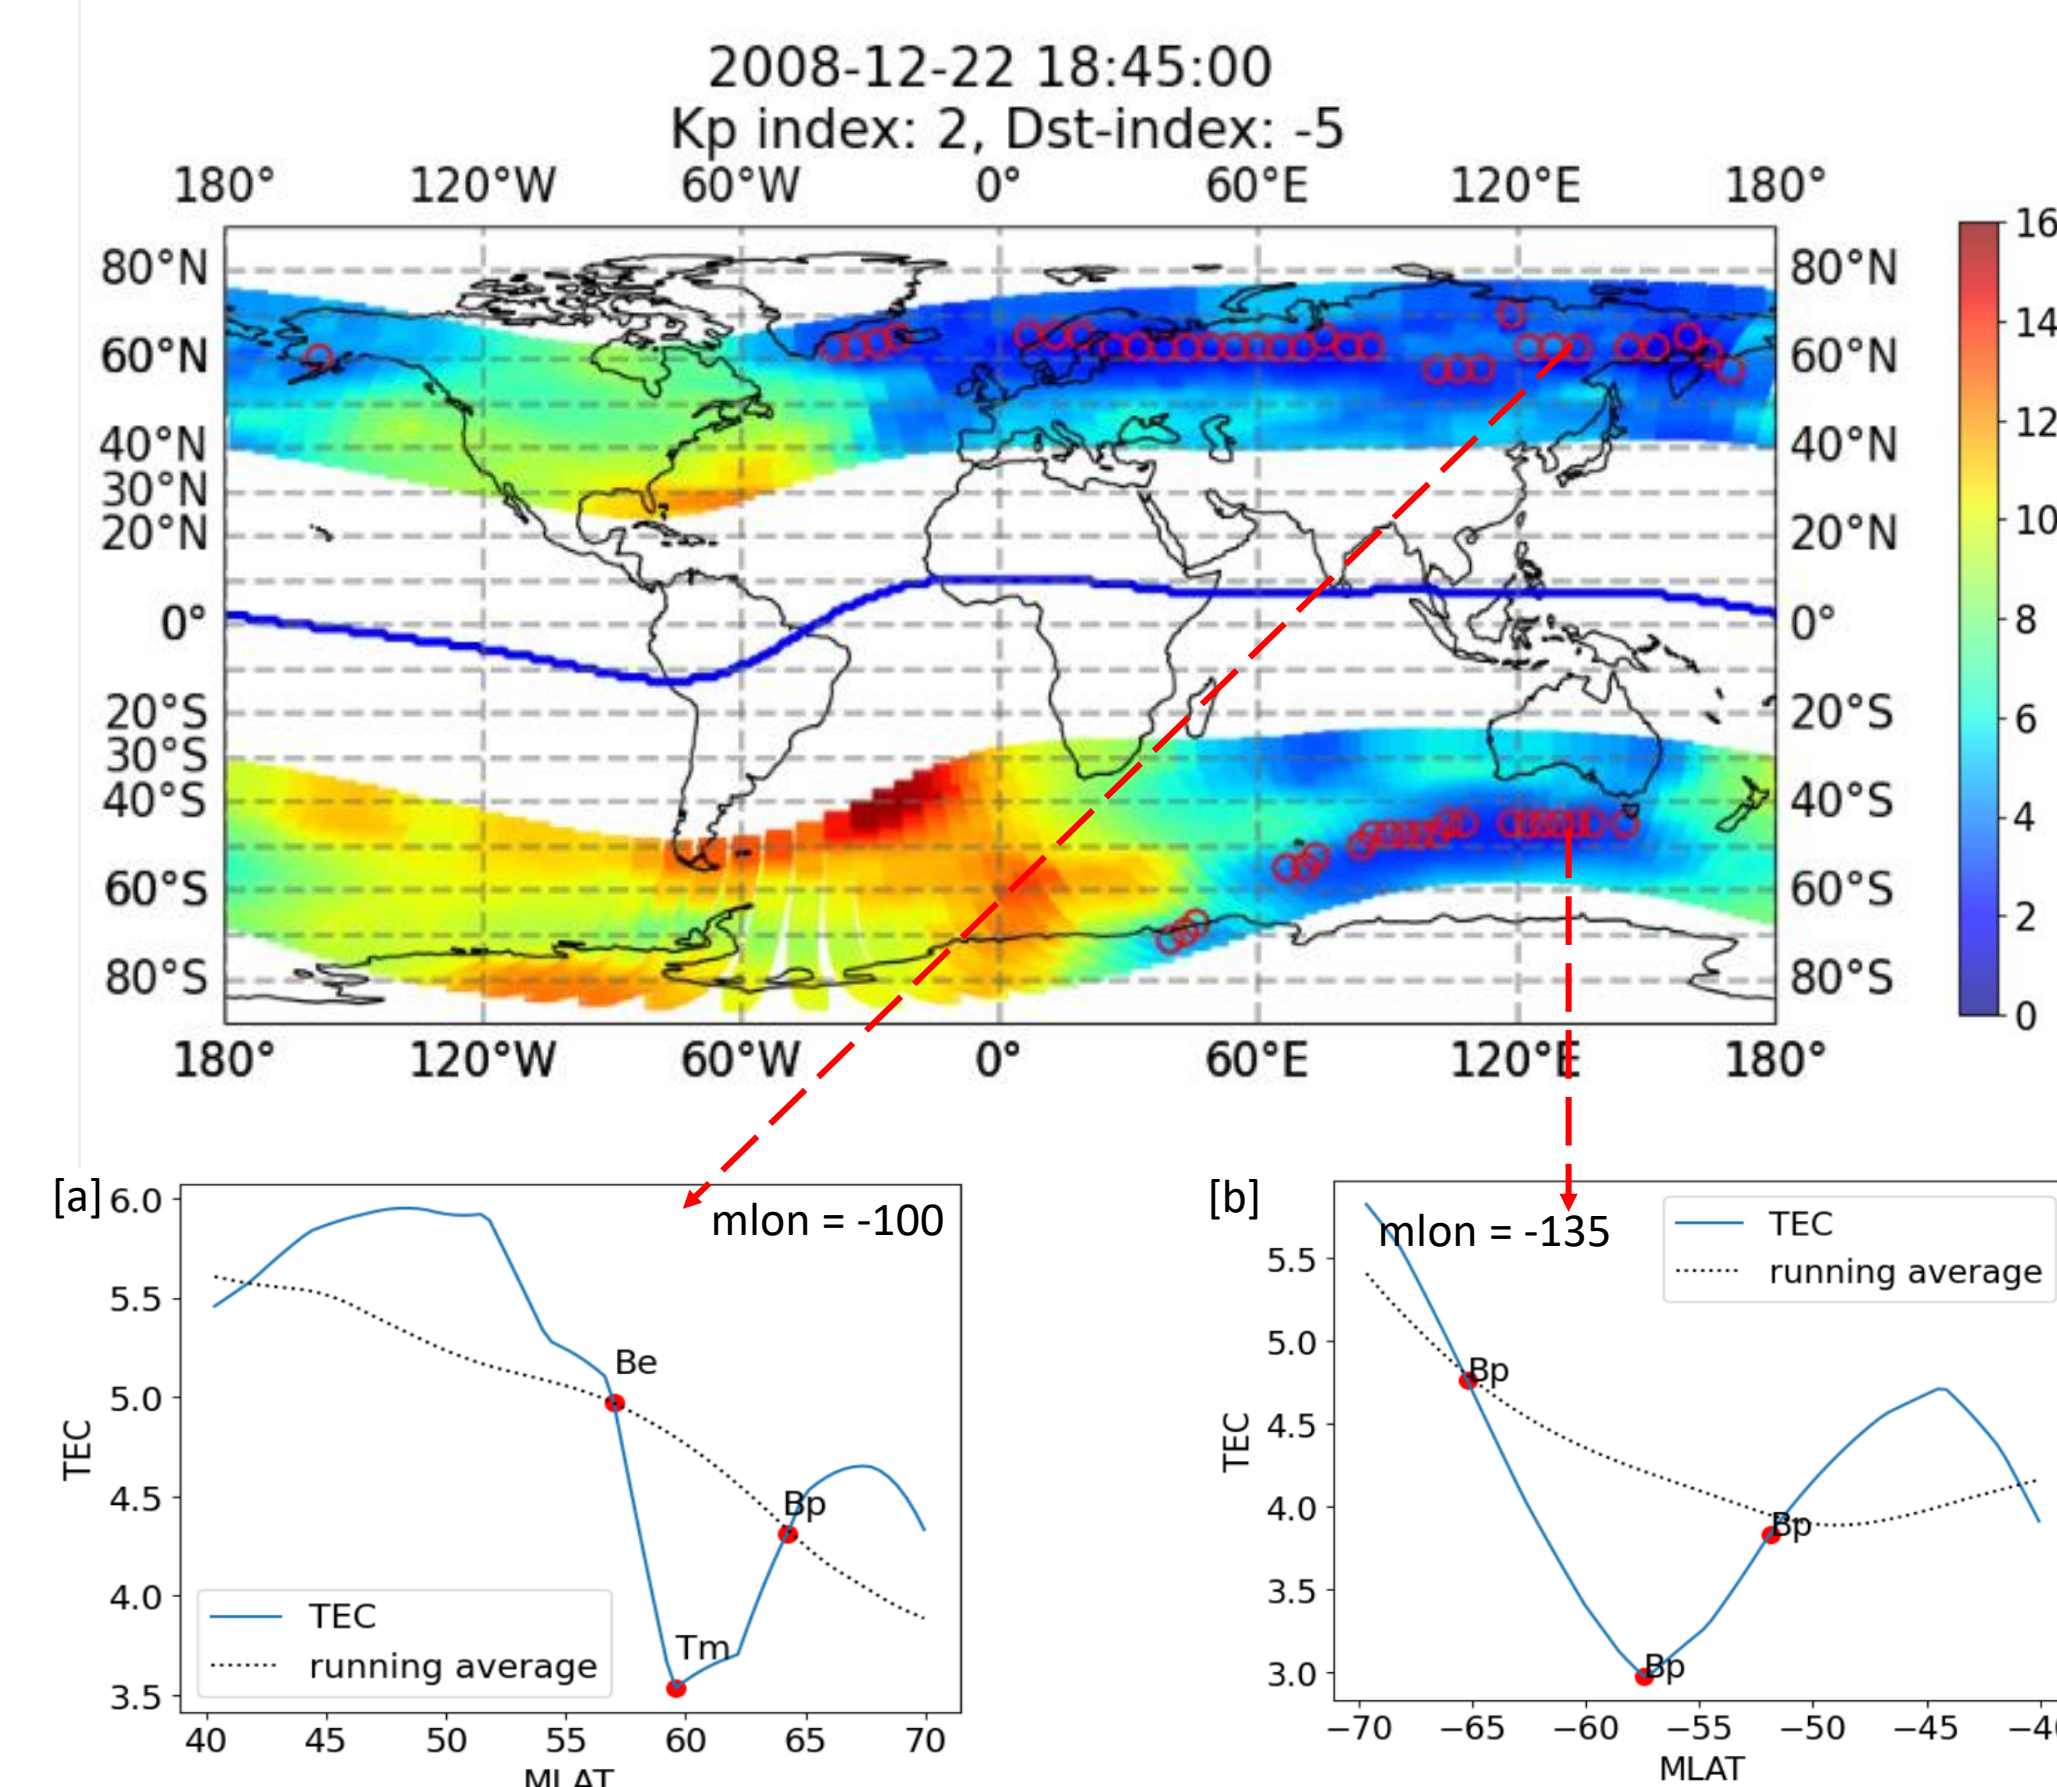 2008-12-22 18:45:00
Kp index: 2, Dst-index: -5
180° 120°W 60°W 0° 60°E 120°E 180°
80°N 80°N
60°N 60°N
40°N 40°N
30°N
20°N 20°N
0° 0°
20°S 20°S
30°S
40°S 40°S
60°S 60°S
80°S 80°S
180° 120°W 60°W 0° 60°E 120°E 180°
16
14
12
10
8
6
4
2
0
[a]
mlon = -100
6.0
5.5
5.0
4.5
4.0
3.5
TEC
Be
Bp
Tm
TEC
running average
40 45 50 55 60 65 70
MLAT
[b]
mlon = -135
TEC
running average
5.5
5.0
4.5
4.0
3.5
3.0
TEC
Bp
Bp
Bp
−70 −65 −60 −55 −50 −45
MLAT